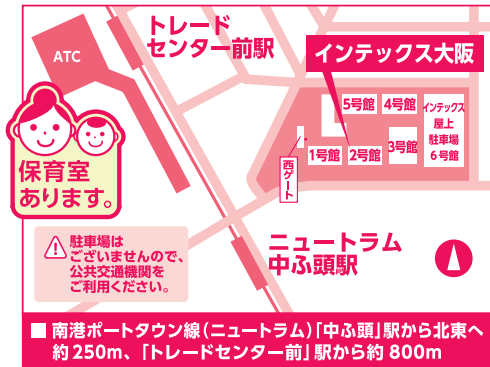 トレード
センター前駅
ATC
インテックス大阪
5号館
4号館
インテックス
屋上
駐車場
6号館
1号館
2号館
3号館
西ゲート
保育室
あります。
駐車場は
ございませんので、
公共交通機関を
ご利用ください。
ニュートラム
中ふ頭駅
■ 南港ポートタウン線(ニュートラム)「中ふ頭」駅から北東へ
約250m、「トレードセンター前」駅から約 800m